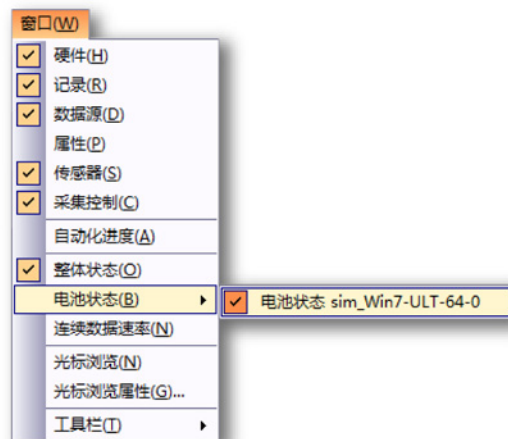 窗口(W)
硬件(H)
记录(R)
数据源(D)
属性(P)
传感器(S)
采集控制(C)
自动化进度(A)
整体状态(O)
电池状态(B)
电池状态 sim_Win7-ULT-64-0
连续数据速率(N)
光标浏览(N)
光标浏览属性(G)...
工具栏(T)